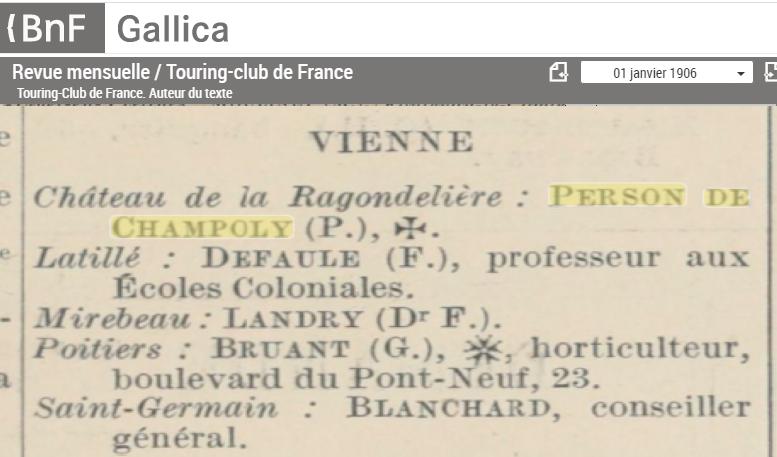 {BnF Gallica
Revue mensuelle / Touring-club de France
01 janvier 1906
Touring-Club de France. Auteur du texte
VIENNE
Château de la Ragondelière : PERSON DE
CHAMPOLY (P.), ✠.
Latillé : DEFAULE (F.), professeur aux
Écoles Coloniales.
Mirebeau : LANDRY (Dr F.).
Poitiers : BRUANT (G.), ☼, horticulteur,
boulevard du Pont-Neuf, 23.
Saint-Germain : BLANCHARD, conseiller
général.